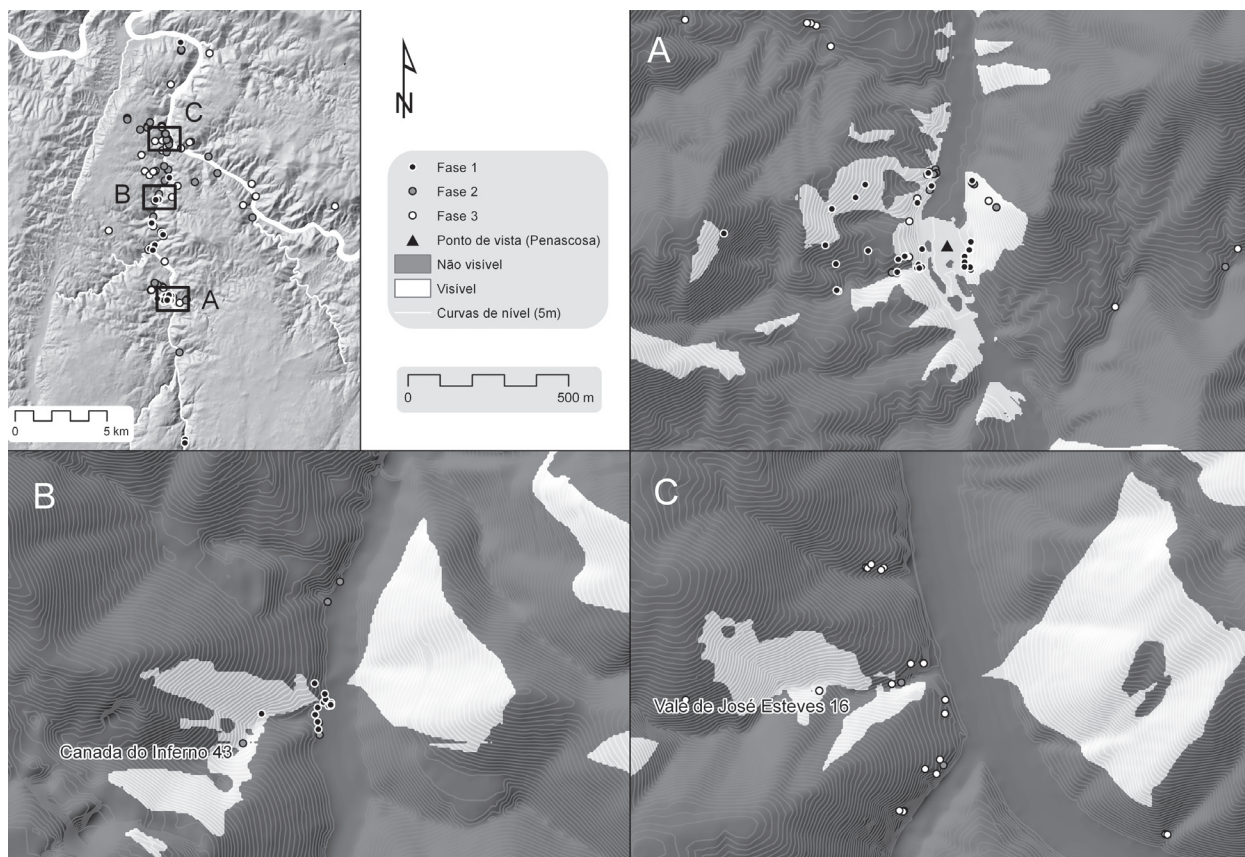 C
B
A
0 5 km
N
Fase 1
Fase 2
Fase 3
Ponto de vista (Penascosa)
Não visível
Visível
Curvas de nível (5m)
0 500 m
A
B
Canada do Inferno 43
C
Vale de José Esteves 16